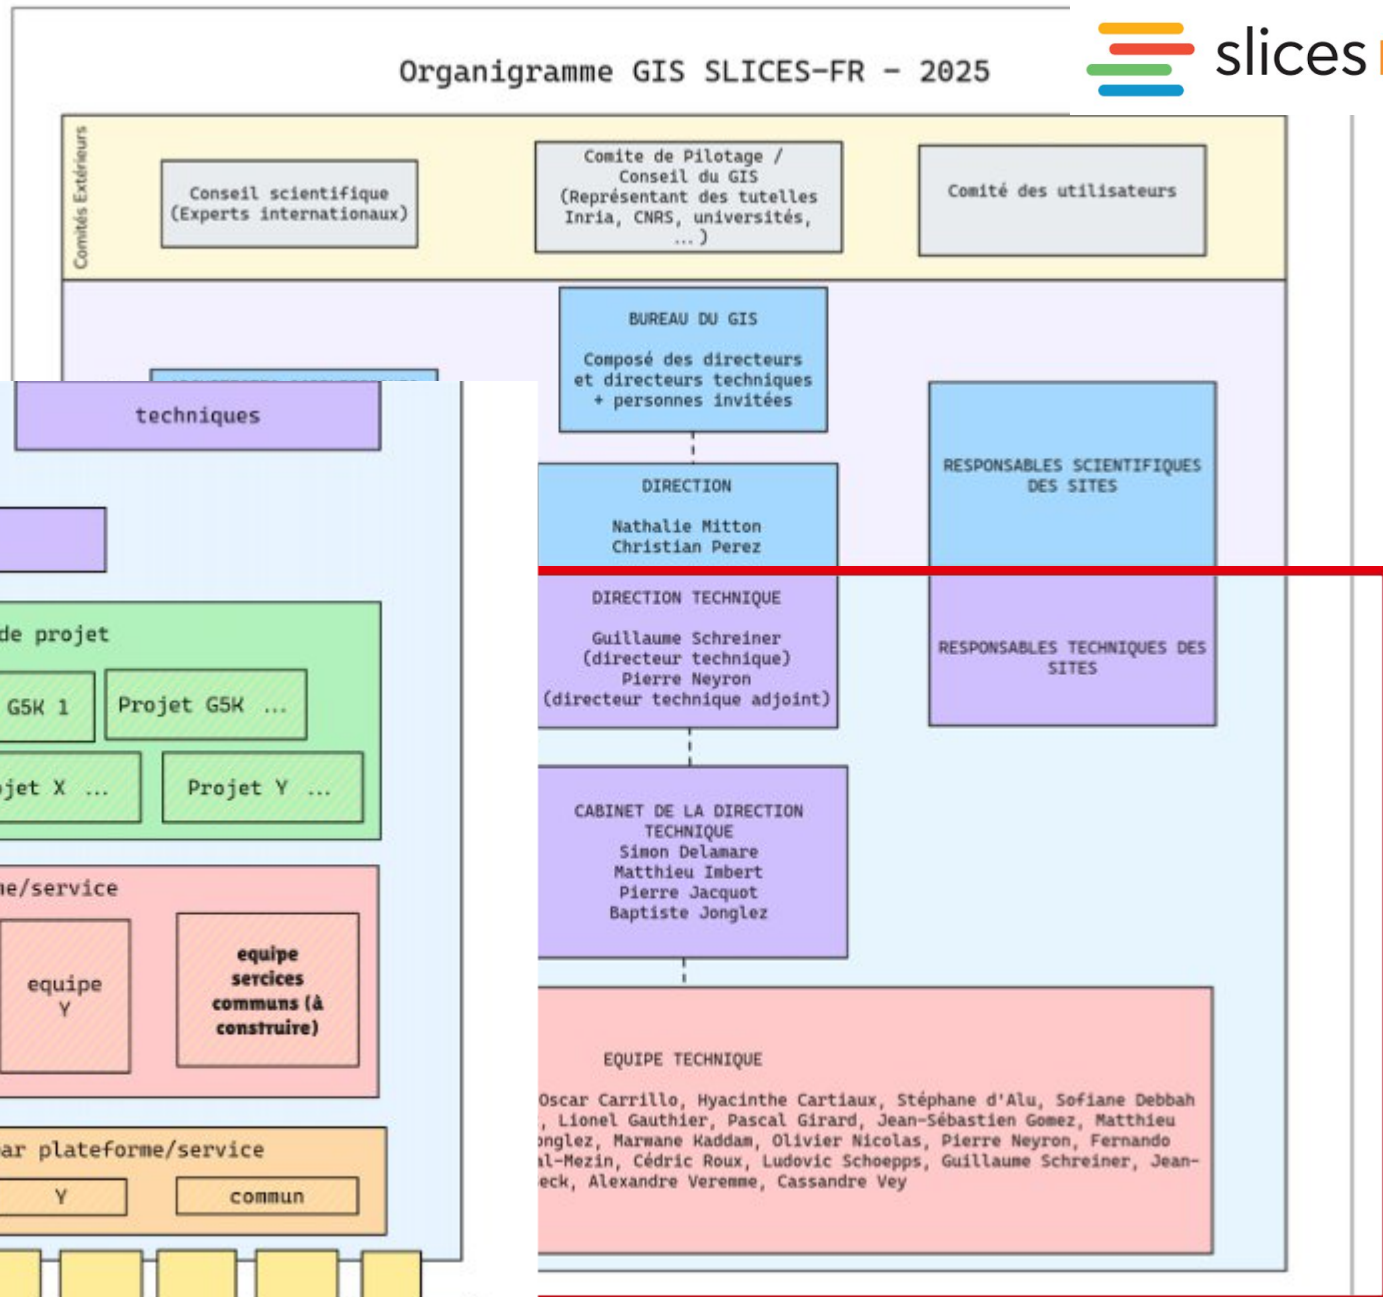 slices
Organigramme GIS SLICES-FR - 2025
Comités Extérieurs
Conseil scientifique
(Experts internationaux)
Comite de Pilotage /
Conseil du GIS
(Représentant des tutelles
Inria, CNRS, universités,
...)
Comité des utilisateurs
BUREAU DU GIS
Composé des directeurs
et directeurs techniques
+ personnes invitées
DIRECTION
Nathalie Mitton
Christian Perez
RESPONSABLES SCIENTIFIQUES
DES SITES
DIRECTION TECHNIQUE
Guillaume Schreiner
(directeur technique)
Pierre Neyron
(directeur technique adjoint)
RESPONSABLES TECHNIQUES DES
SITES
CABINET DE LA DIRECTION
TECHNIQUE
Simon Delamare
Matthieu Imbert
Pierre Jacquot
Baptiste Jonglez
EQUIPE TECHNIQUE
Oscar Carrillo, Hyacinthe Cartiaux, Stéphane d'Alu, Sofiane Debbah
, Lionel Gauthier, Pascal Girard, Jean-Sébastien Gomez, Matthieu
onglez, Marwane Kaddam, Olivier Nicolas, Pierre Neyron, Fernando
al-Mezin, Cédric Roux, Ludovic Schoepps, Guillaume Schreiner, Jean-
eck, Alexandre Veremme, Cassandre Vey
techniques
de projet
G5K 1
Projet G5K ...
jet X ...
Projet Y ...
me/service
equipe
Y
equipe
sercices
communs (à
construire)
ar plateforme/service
Y
commun